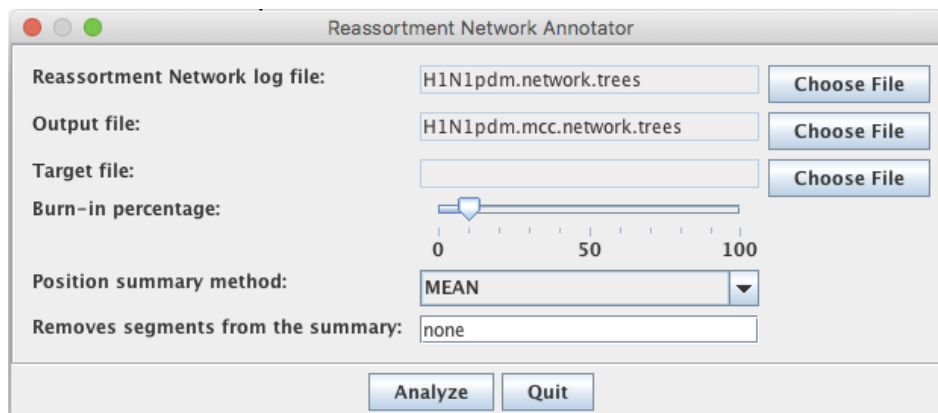 Reassortment Network Annotator
Reassortment Network log file: H1N1pdm.network.trees Choose File
Output file: H1N1pdm.mcc.network.trees Choose File
Target file: Choose File
Burn-in percentage:
0 50 100
Position summary method: MEAN
Removes segments from the summary: none
Analyze Quit